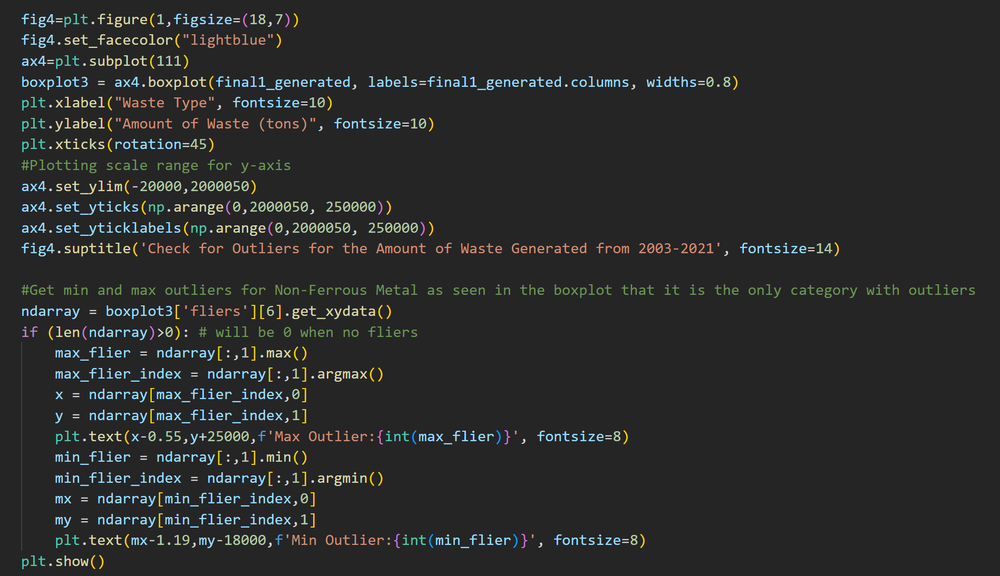 fig4=plt.figure(1,figsize=(18,7))
fig4.set_facecolor("lightblue")
ax4=plt.subplot(111)
boxplot3 = ax4.boxplot(final1_generated, labels=final1_generated.columns, widths=0.8)
plt.xlabel("Waste Type", fontsize=10)
plt.ylabel("Amount of Waste (tons)", fontsize=10)
plt.xticks(rotation=45)
#Plotting scale range for y-axis
ax4.set_ylim(-20000,2000050)
ax4.set_yticks(np.arange(0,2000050, 250000))
ax4.set_yticklabels(np.arange(0,2000050, 250000))
fig4.suptitle('Check for Outliers for the Amount of Waste Generated from 2003-2021', fontsize=14)

#Get min and max outliers for Non-Ferrous Metal as seen in the boxplot that it is the only category with outliers
ndarray = boxplot3['fliers'][6].get_xydata()
if (len(ndarray)>0): # will be 0 when no fliers
    max_flier = ndarray[:,1].max()
    max_flier_index = ndarray[:,1].argmax()
    x = ndarray[max_flier_index,0]
    y = ndarray[max_flier_index,1]
    plt.text(x-0.55,y+25000,f'Max Outlier:{int(max_flier)}', fontsize=8)
    min_flier = ndarray[:,1].min()
    min_flier_index = ndarray[:,1].argmin()
    mx = ndarray[min_flier_index,0]
    my = ndarray[min_flier_index,1]
    plt.text(mx-1.19,my-18000,f'Min Outlier:{int(min_flier)}', fontsize=8)
plt.show()